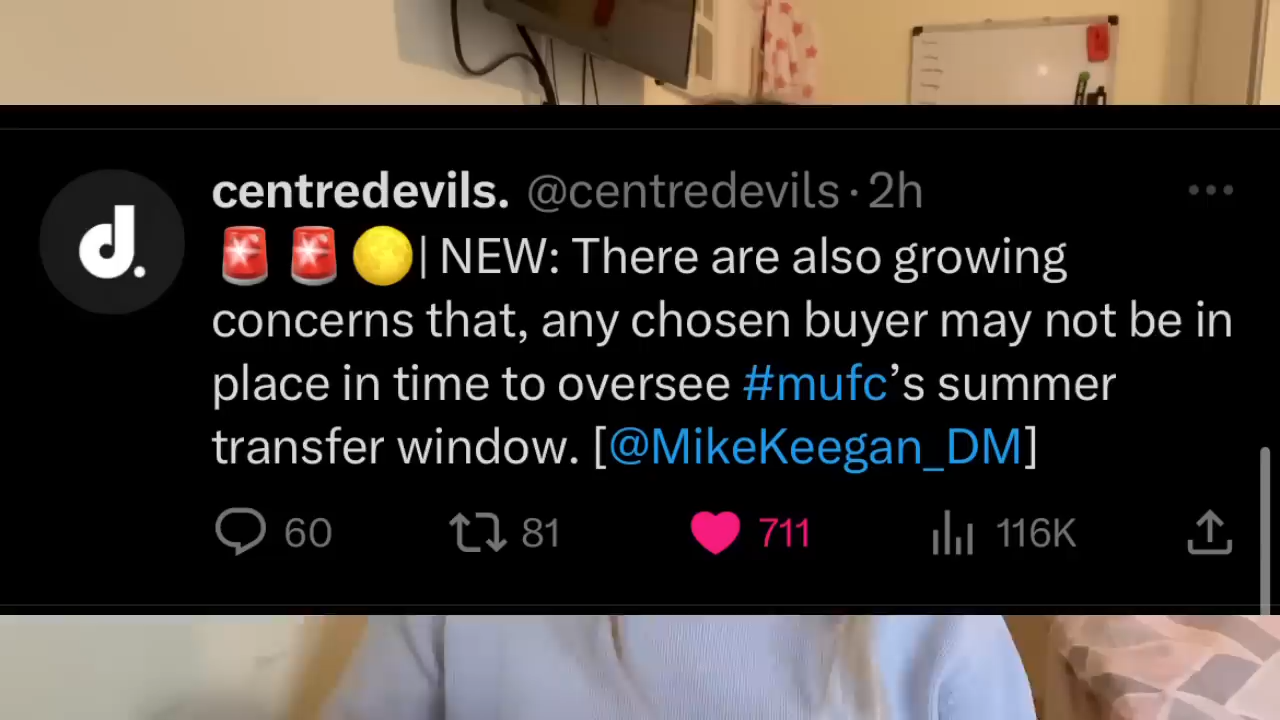 d.
centredevils. @centredevils · 2h
🚨🚨🌕| NEW: There are also growing
concerns that, any chosen buyer may not be in
place in time to oversee #mufc’s summer
transfer window. [@MikeKeegan_DM]
60 81 711 116K